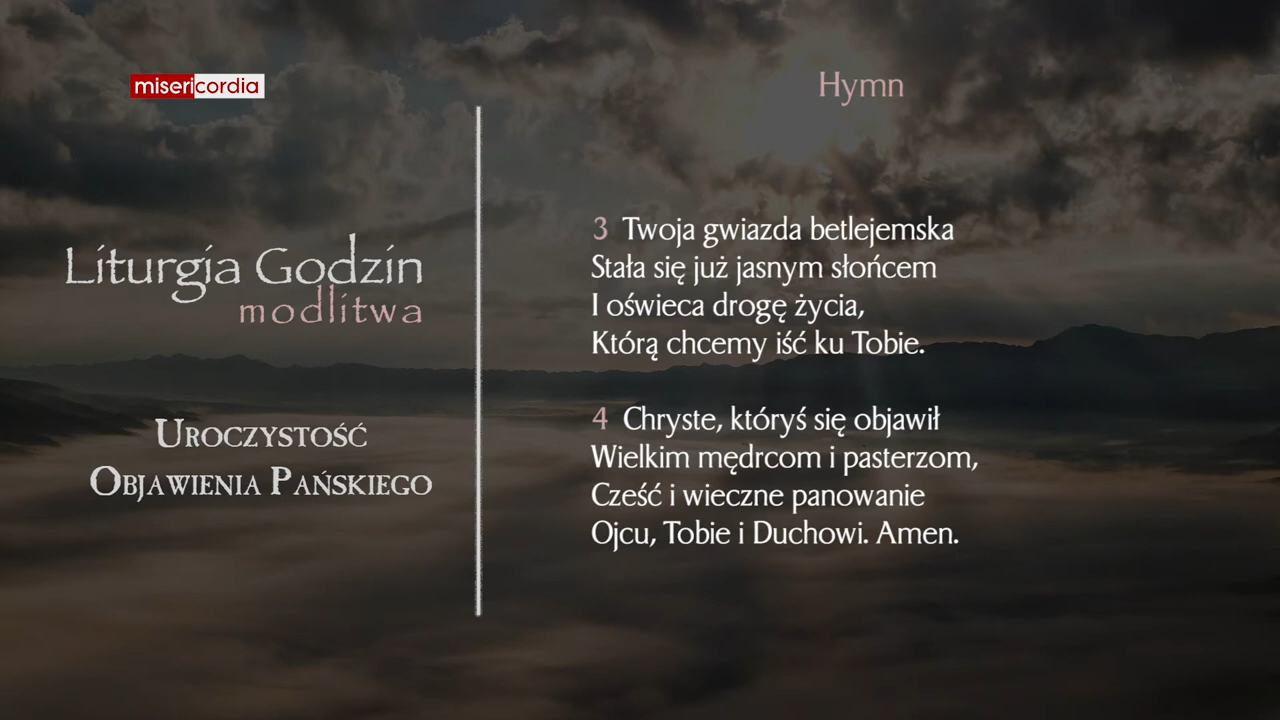 misericordia
Liturgia Godzin
modlitwa
Uroczystość
Objawienia Pańskiego
Hymn
3 Twoja gwiazda betlejemska
Stała się już jasnym słońcem
I oświeca drogę życia,
Którą chcemy iść ku Tobie.
4 Chryste, któryś się objawił
Wielkim mędrcom i pasterzom,
Cześć i wieczne panowanie
Ojcu, Tobie i Duchowi. Amen.